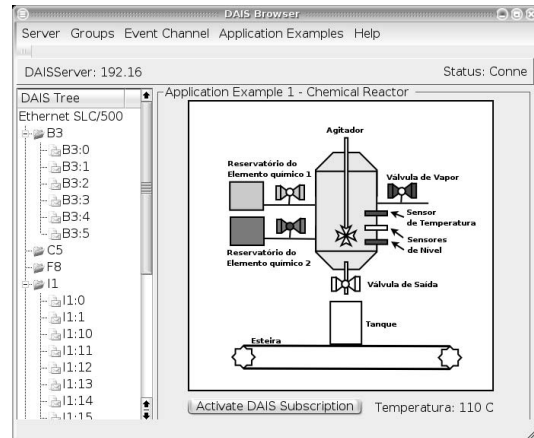 DAIS Browser
Server Groups Event Channel Application Examples Help
DAISServer: 192.16
Status: Conne
DAIS Tree
Ethernet SLC/500
B3
B3:0
B3:1
B3:2
B3:3
B3:4
B3:5
C5
F8
I1
I1:0
I1:1
I1:10
I1:11
I1:12
I1:13
I1:14
I1:15
Application Example 1 - Chemical Reactor
Agitador
Reservatório do
Elemento químico 1
Válvula de Vapor
Sensor
de Temperatura
Sensores
de Nível
Reservatório do
Elemento químico 2
Válvula de Saída
Tanque
Esteira
Activate DAIS Subscription
Temperatura: 110 C